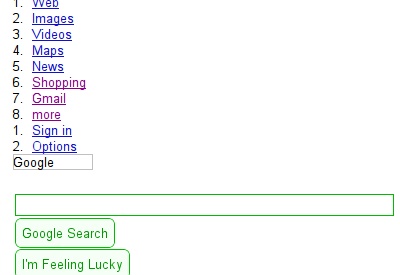 1. Web
2. Images
3. Videos
4. Maps
5. News
6. Shopping
7. Gmail
8. more
1. Sign in
2. Options
Google
Google Search
I'm Feeling Lucky